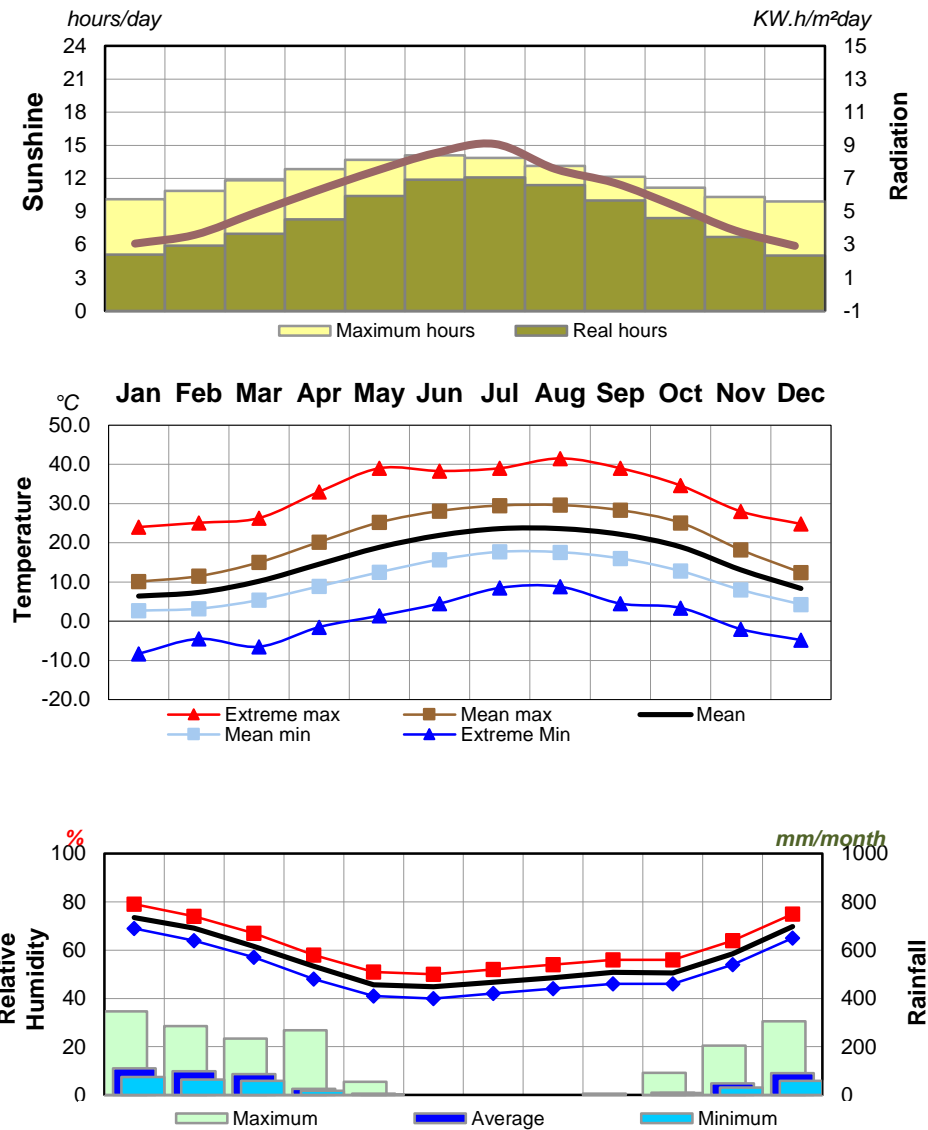 hours/day KW.h/m²day
Sunshine
24
21
18
15
12
9
6
3
0
15
13
11
9
7
5
3
1
-1
Radiation
Maximum hours Real hours
°C
Jan Feb Mar Apr May Jun Jul Aug Sep Oct Nov Dec
Temperature
50.0
40.0
30.0
20.0
10.0
0.0
-10.0
-20.0
Extreme max Mean max Mean
Mean min Extreme Min
% mm/month
Relative
Humidity
100
80
60
40
20
0
1000
800
600
400
200
0
Rainfall
Maximum Average Minimum